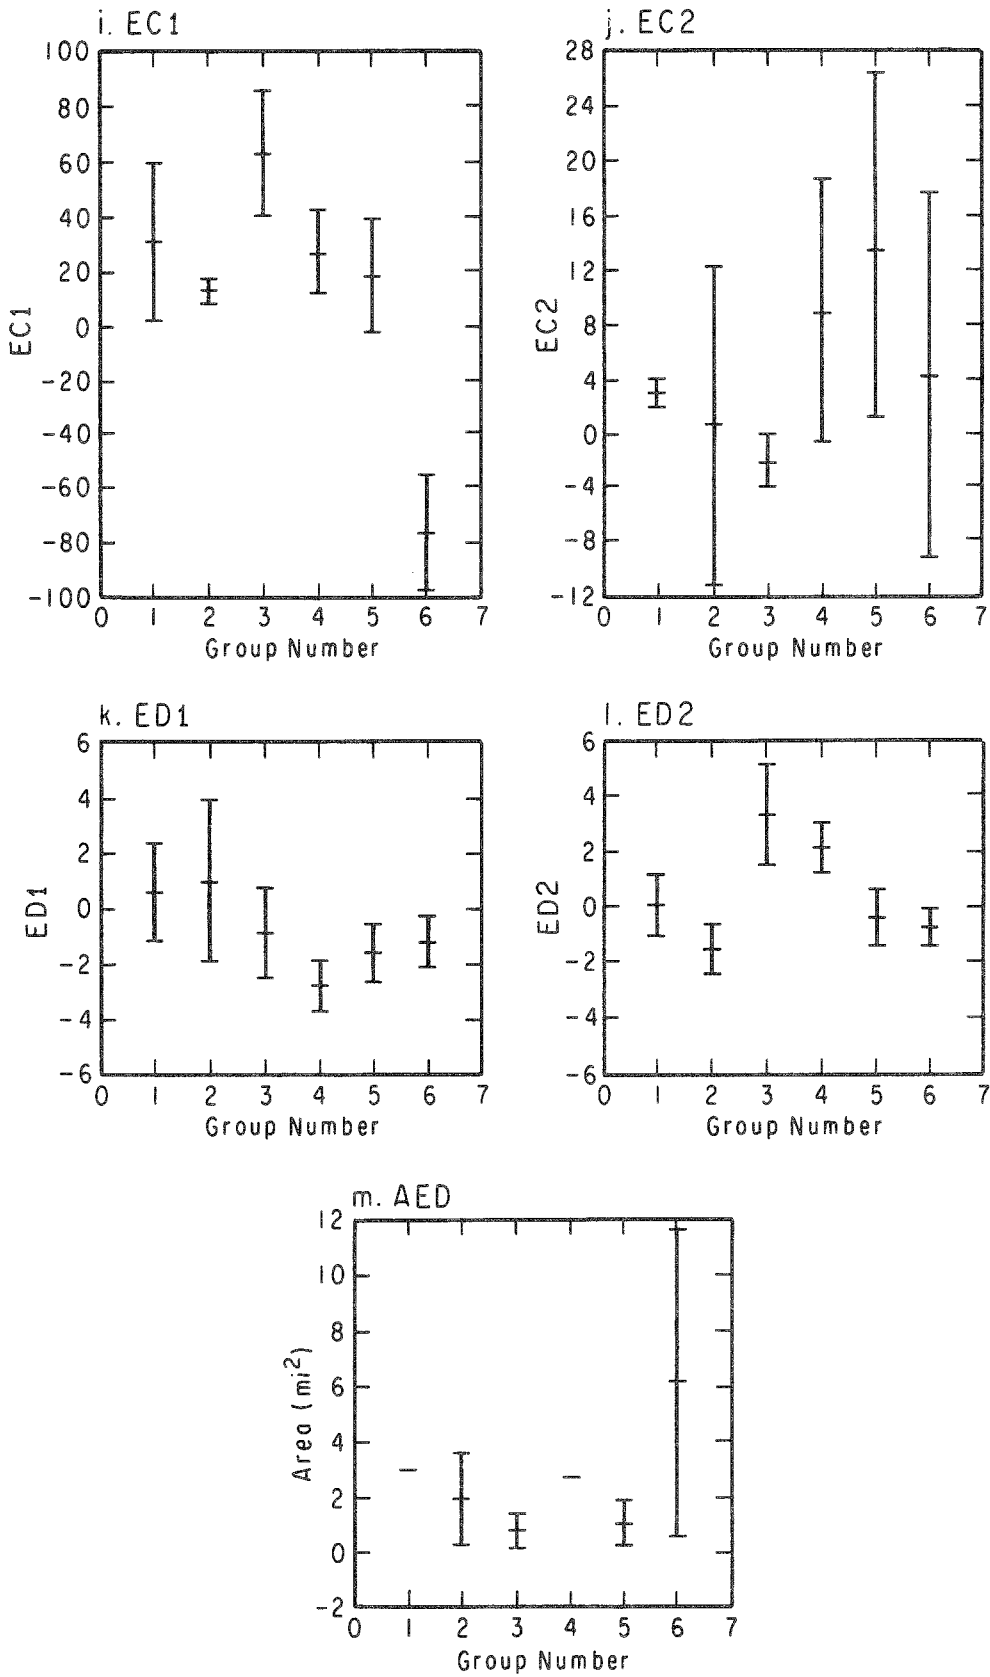 i. EC1
100
80
60
40
20
0
-20
-40
-60
-80
-100
EC1
0 1 2 3 4 5 6 7
Group Number
j. EC2
28
24
20
16
12
8
4
0
-4
-8
-12
EC2
0 1 2 3 4 5 6 7
Group Number
k. ED1
6
4
2
0
-2
-4
-6
ED1
0 1 2 3 4 5 6 7
Group Number
l. ED2
6
4
2
0
-2
-4
-6
ED2
0 1 2 3 4 5 6 7
Group Number
m. AED
12
10
8
6
4
2
0
-2
Area (mi²)
0 1 2 3 4 5 6 7
Group Number